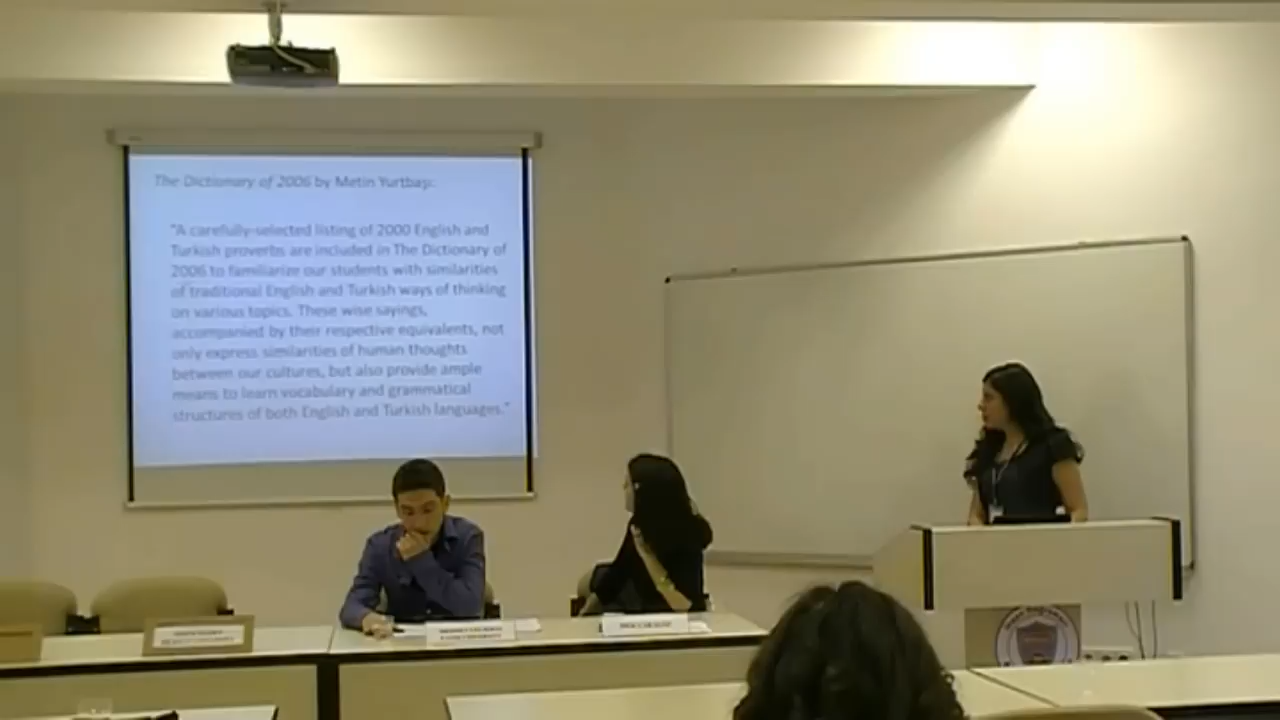 The Dictionary of 2006 by Metin Yurtbaşı:
"A carefully-selected listing of 2000 English and
Turkish proverbs are included in The Dictionary of
2006 to familiarize our students with similarities
of traditional English and Turkish ways of thinking
on various topics. These wise sayings,
accompanied by their respective equivalents, not
only express similarities of human thoughts
between our cultures, but also provide ample
means to learn vocabulary and grammatical
structures of both English and Turkish languages."